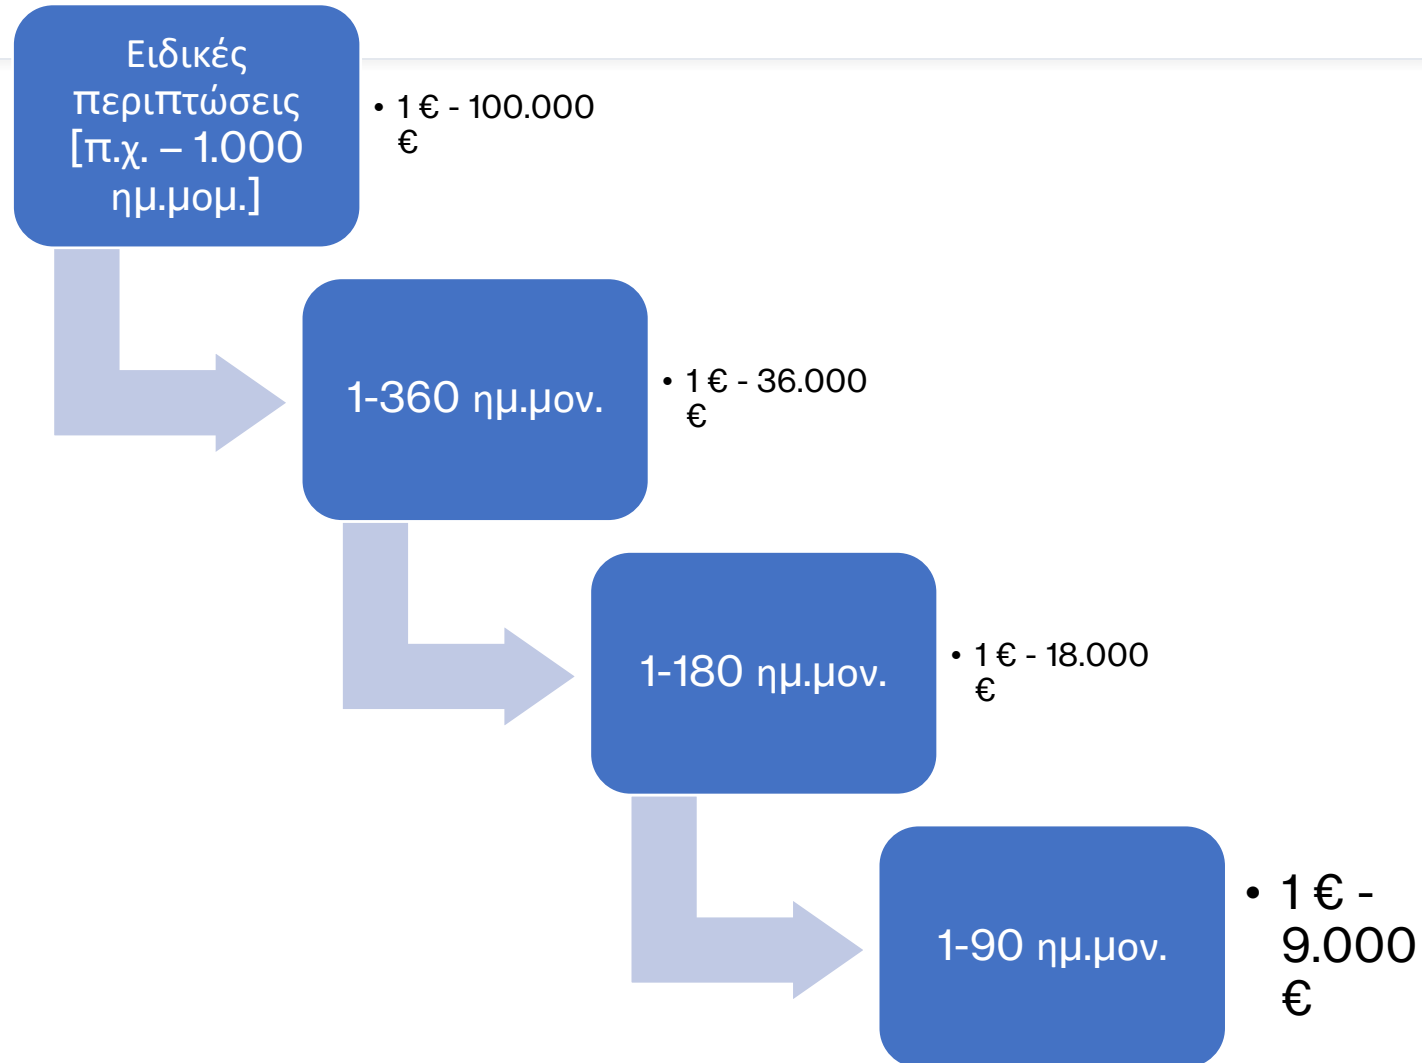 Ειδικές
περιπτώσεις
[π.χ. – 1.000
ημ.μομ.]
• 1 € - 100.000
€
1-360 ημ.μον.
• 1 € - 36.000
€
1-180 ημ.μον.
• 1 € - 18.000
€
1-90 ημ.μον.
• 1 € -
9.000
€